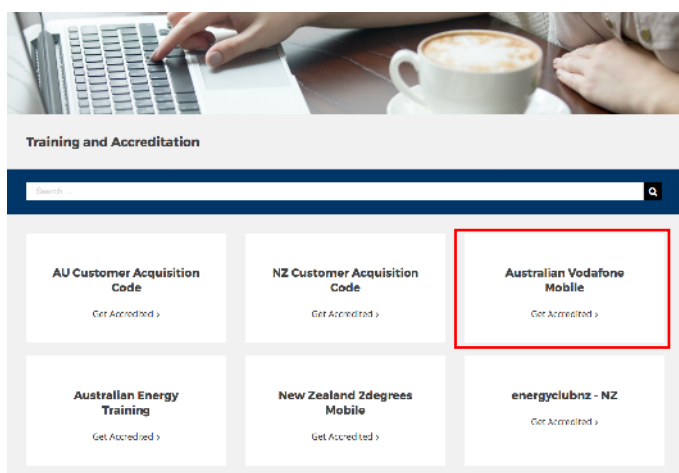 Training and Accreditation
Search ...
AU Customer Acquisition
Code
Get Accredited >
NZ Customer Acquisition
Code
Get Accredited >
Australian Vodafone
Mobile
Get Accredited >
Australian Energy
Training
Get Accredited >
New Zealand 2degrees
Mobile
Get Accredited >
energyclubnz - NZ
Get Accredited >